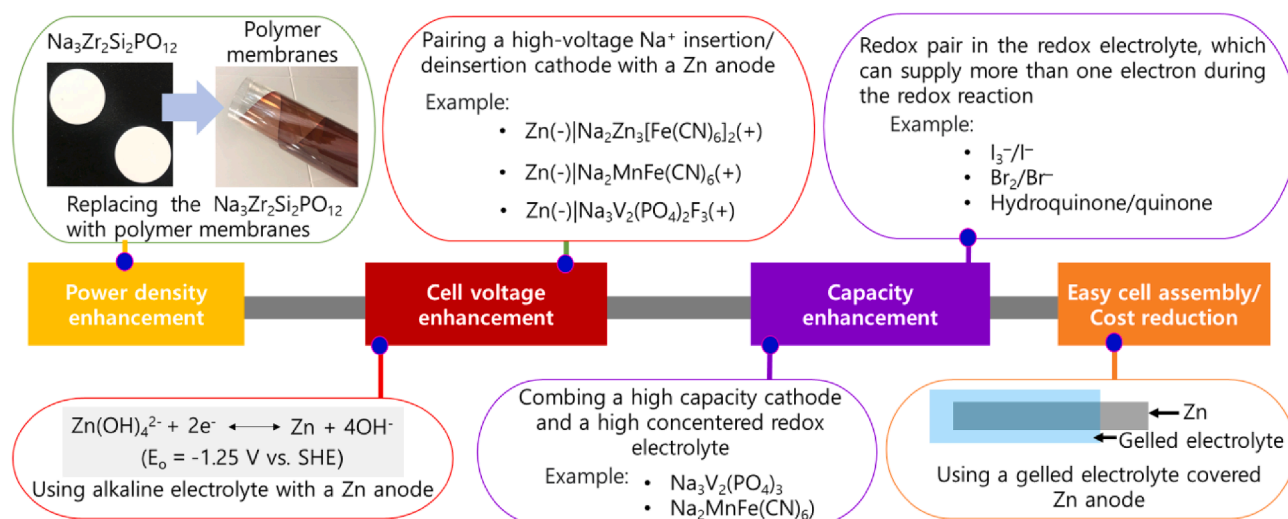 Na₃Zr₂Si₂PO₁₂
Polymer
membranes
Replacing the Na₃Zr₂Si₂PO₁₂
with polymer membranes
Pairing a high-voltage Na⁺ insertion/
deinsertion cathode with a Zn anode
Example:
• Zn(-)|Na₂Zn₃[Fe(CN)₆]₂(+)
• Zn(-)|Na₂MnFe(CN)₆(+)
• Zn(-)|Na₃V₂(PO₄)₂F₃(+)
Redox pair in the redox electrolyte, which
can supply more than one electron during
the redox reaction
Example:
• I₃⁻/I⁻
• Br₂/Br⁻
• Hydroquinone/quinone
Power density
enhancement
Cell voltage
enhancement
Capacity
enhancement
Easy cell assembly/
Cost reduction
Zn(OH)₄²⁻ + 2e⁻ ⟷ Zn + 4OH⁻
(Eₒ = -1.25 V vs. SHE)
Using alkaline electrolyte with a Zn anode
Combing a high capacity cathode
and a high concentered redox
electrolyte
Example:
• Na₃V₂(PO₄)₃
• Na₂MnFe(CN)₆)
Zn
Gelled electrolyte
Using a gelled electrolyte covered
Zn anode